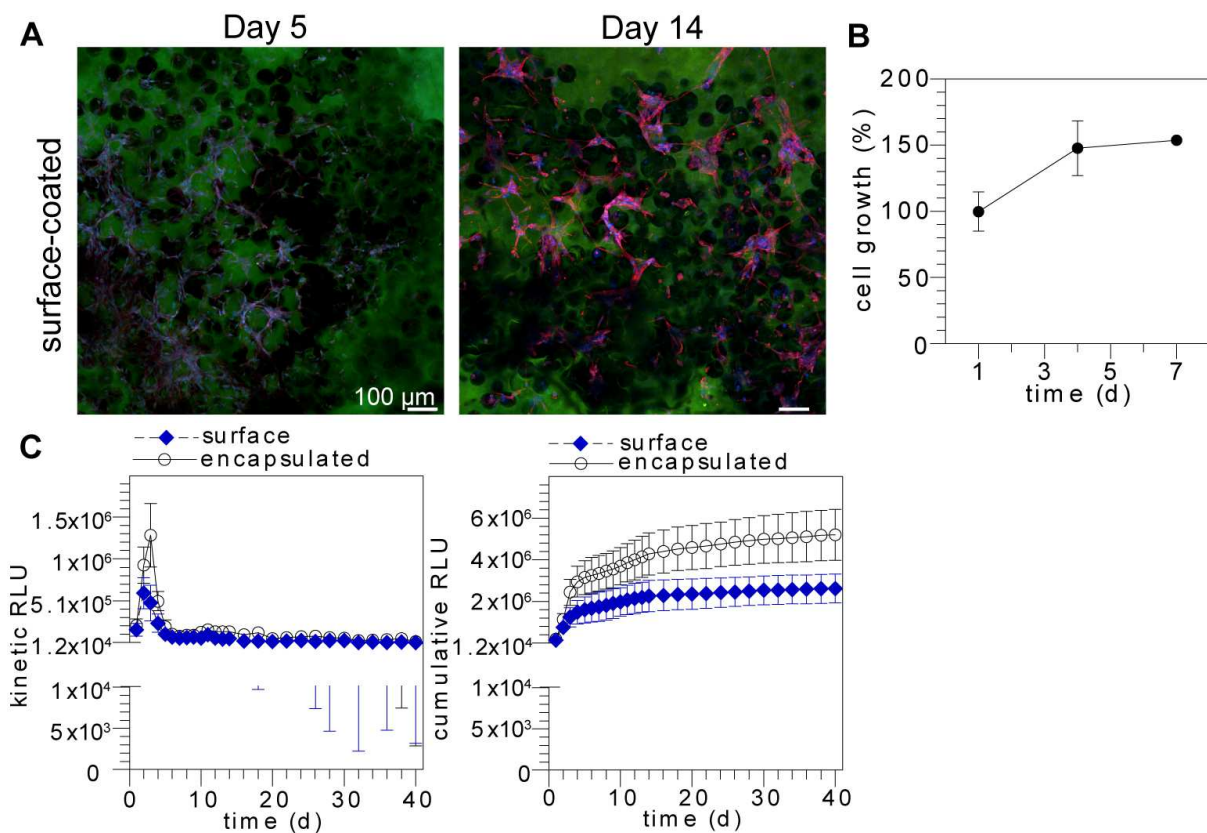 A
Day 5
Day 14
surface-coated
100 µm
B
200
150
100
50
0
cell growth (%)
1 3 5 7
time (d)
C
surface
encapsulated
1.5x10⁶
1x10⁶
5.1x10⁵
1.2x10⁴
1x10⁴
5x10³
0
kinetic RLU
0 10 20 30 40
time (d)
surface
encapsulated
6x10⁶
4x10⁶
2x10⁶
1.2x10⁴
1x10⁴
5x10³
0
cumulative RLU
0 10 20 30 40
time (d)